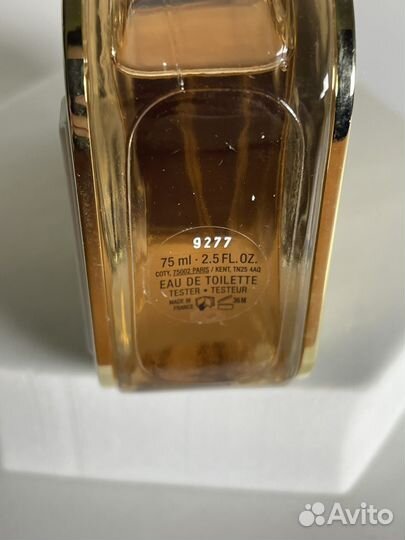 9277
75 ml · 2.5 FL. OZ.
COTY, 75002 PARIS / KENT, TN25 4AQ
EAU DE TOILETTE
TESTER • TESTEUR
MADE IN
FRANCE
36 M
Avito